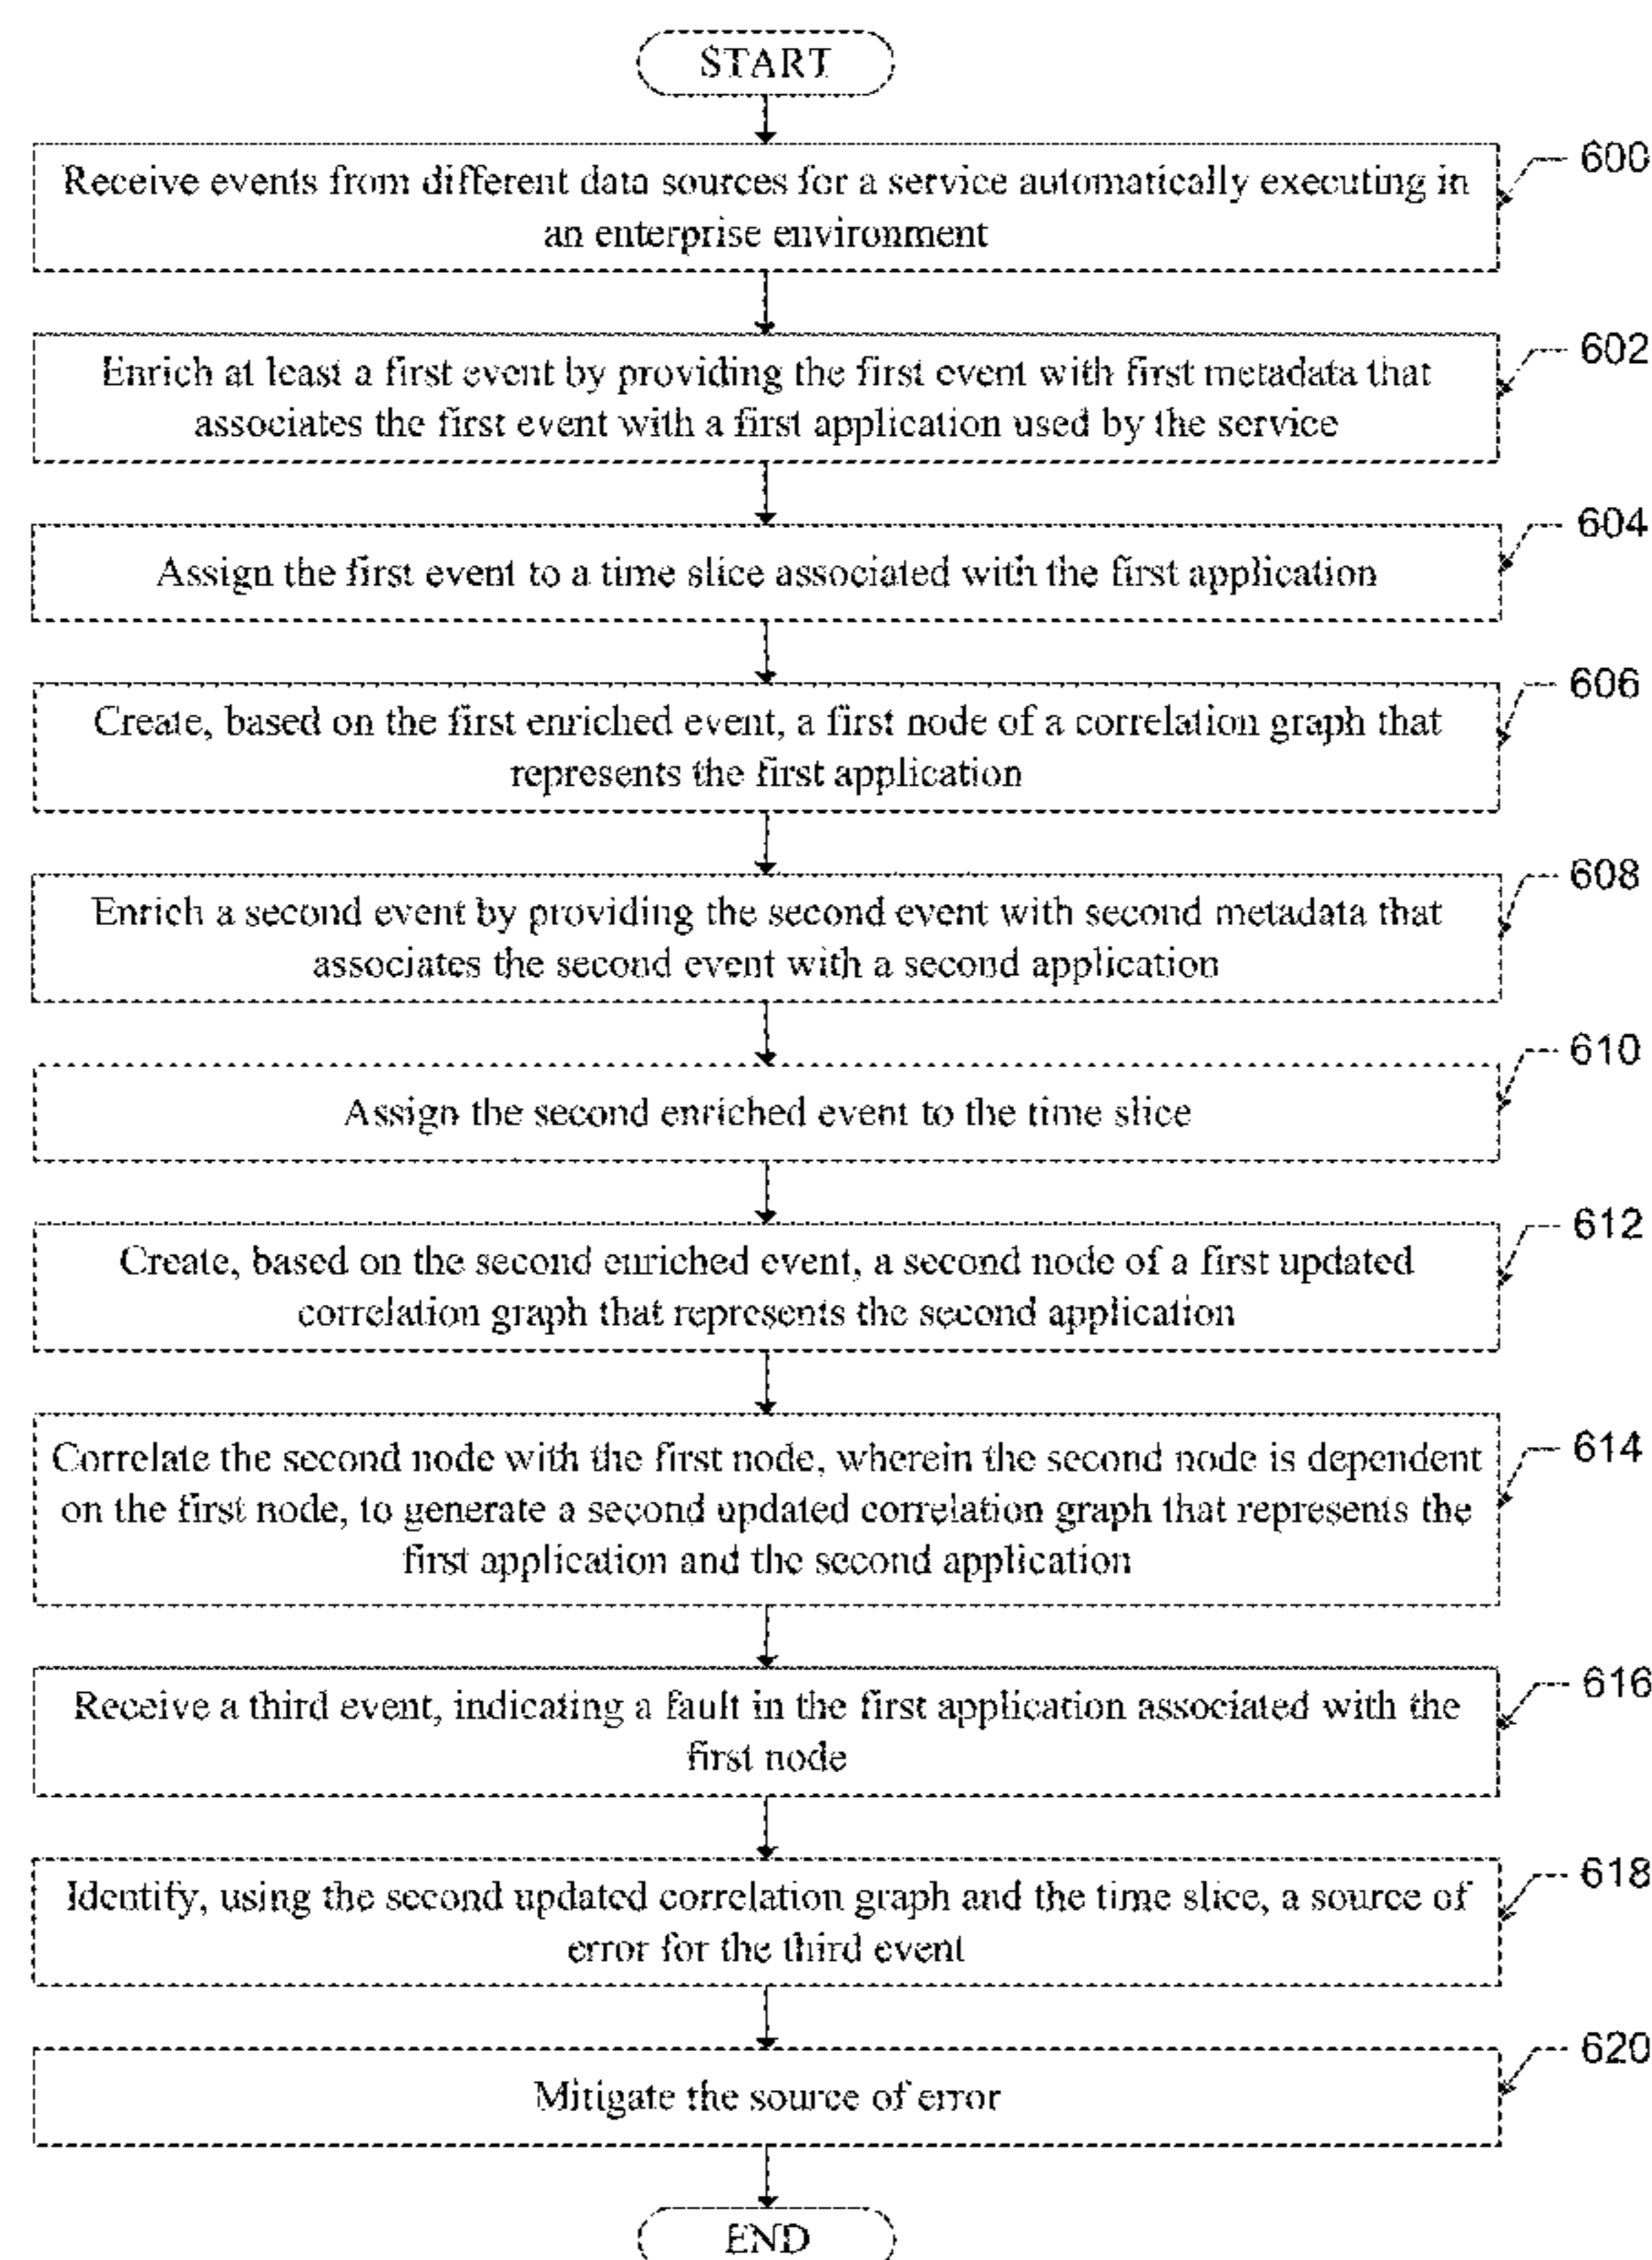 START
600
Receive events from different data sources for a service automatically executing in
an enterprise environment
602
Enrich at least a first event by providing the first event with first metadata that
associates the first event with a first application used by the service
604
Assign the first event to a time slice associated with the first application
606
Create, based on the first enriched event, a first node of a correlation graph that
represents the first application
608
Enrich a second event by providing the second event with second metadata that
associates the second event with a second application
610
Assign the second enriched event to the time slice
612
Create, based on the second enriched event, a second node of a first updated
correlation graph that represents the second application
614
Correlate the second node with the first node, wherein the second node is dependent
on the first node, to generate a second updated correlation graph that represents the
first application and the second application
616
Receive a third event, indicating a fault in the first application associated with the
first node
618
Identify, using the second updated correlation graph and the time slice, a source of
error for the third event
620
Mitigate the source of error
END